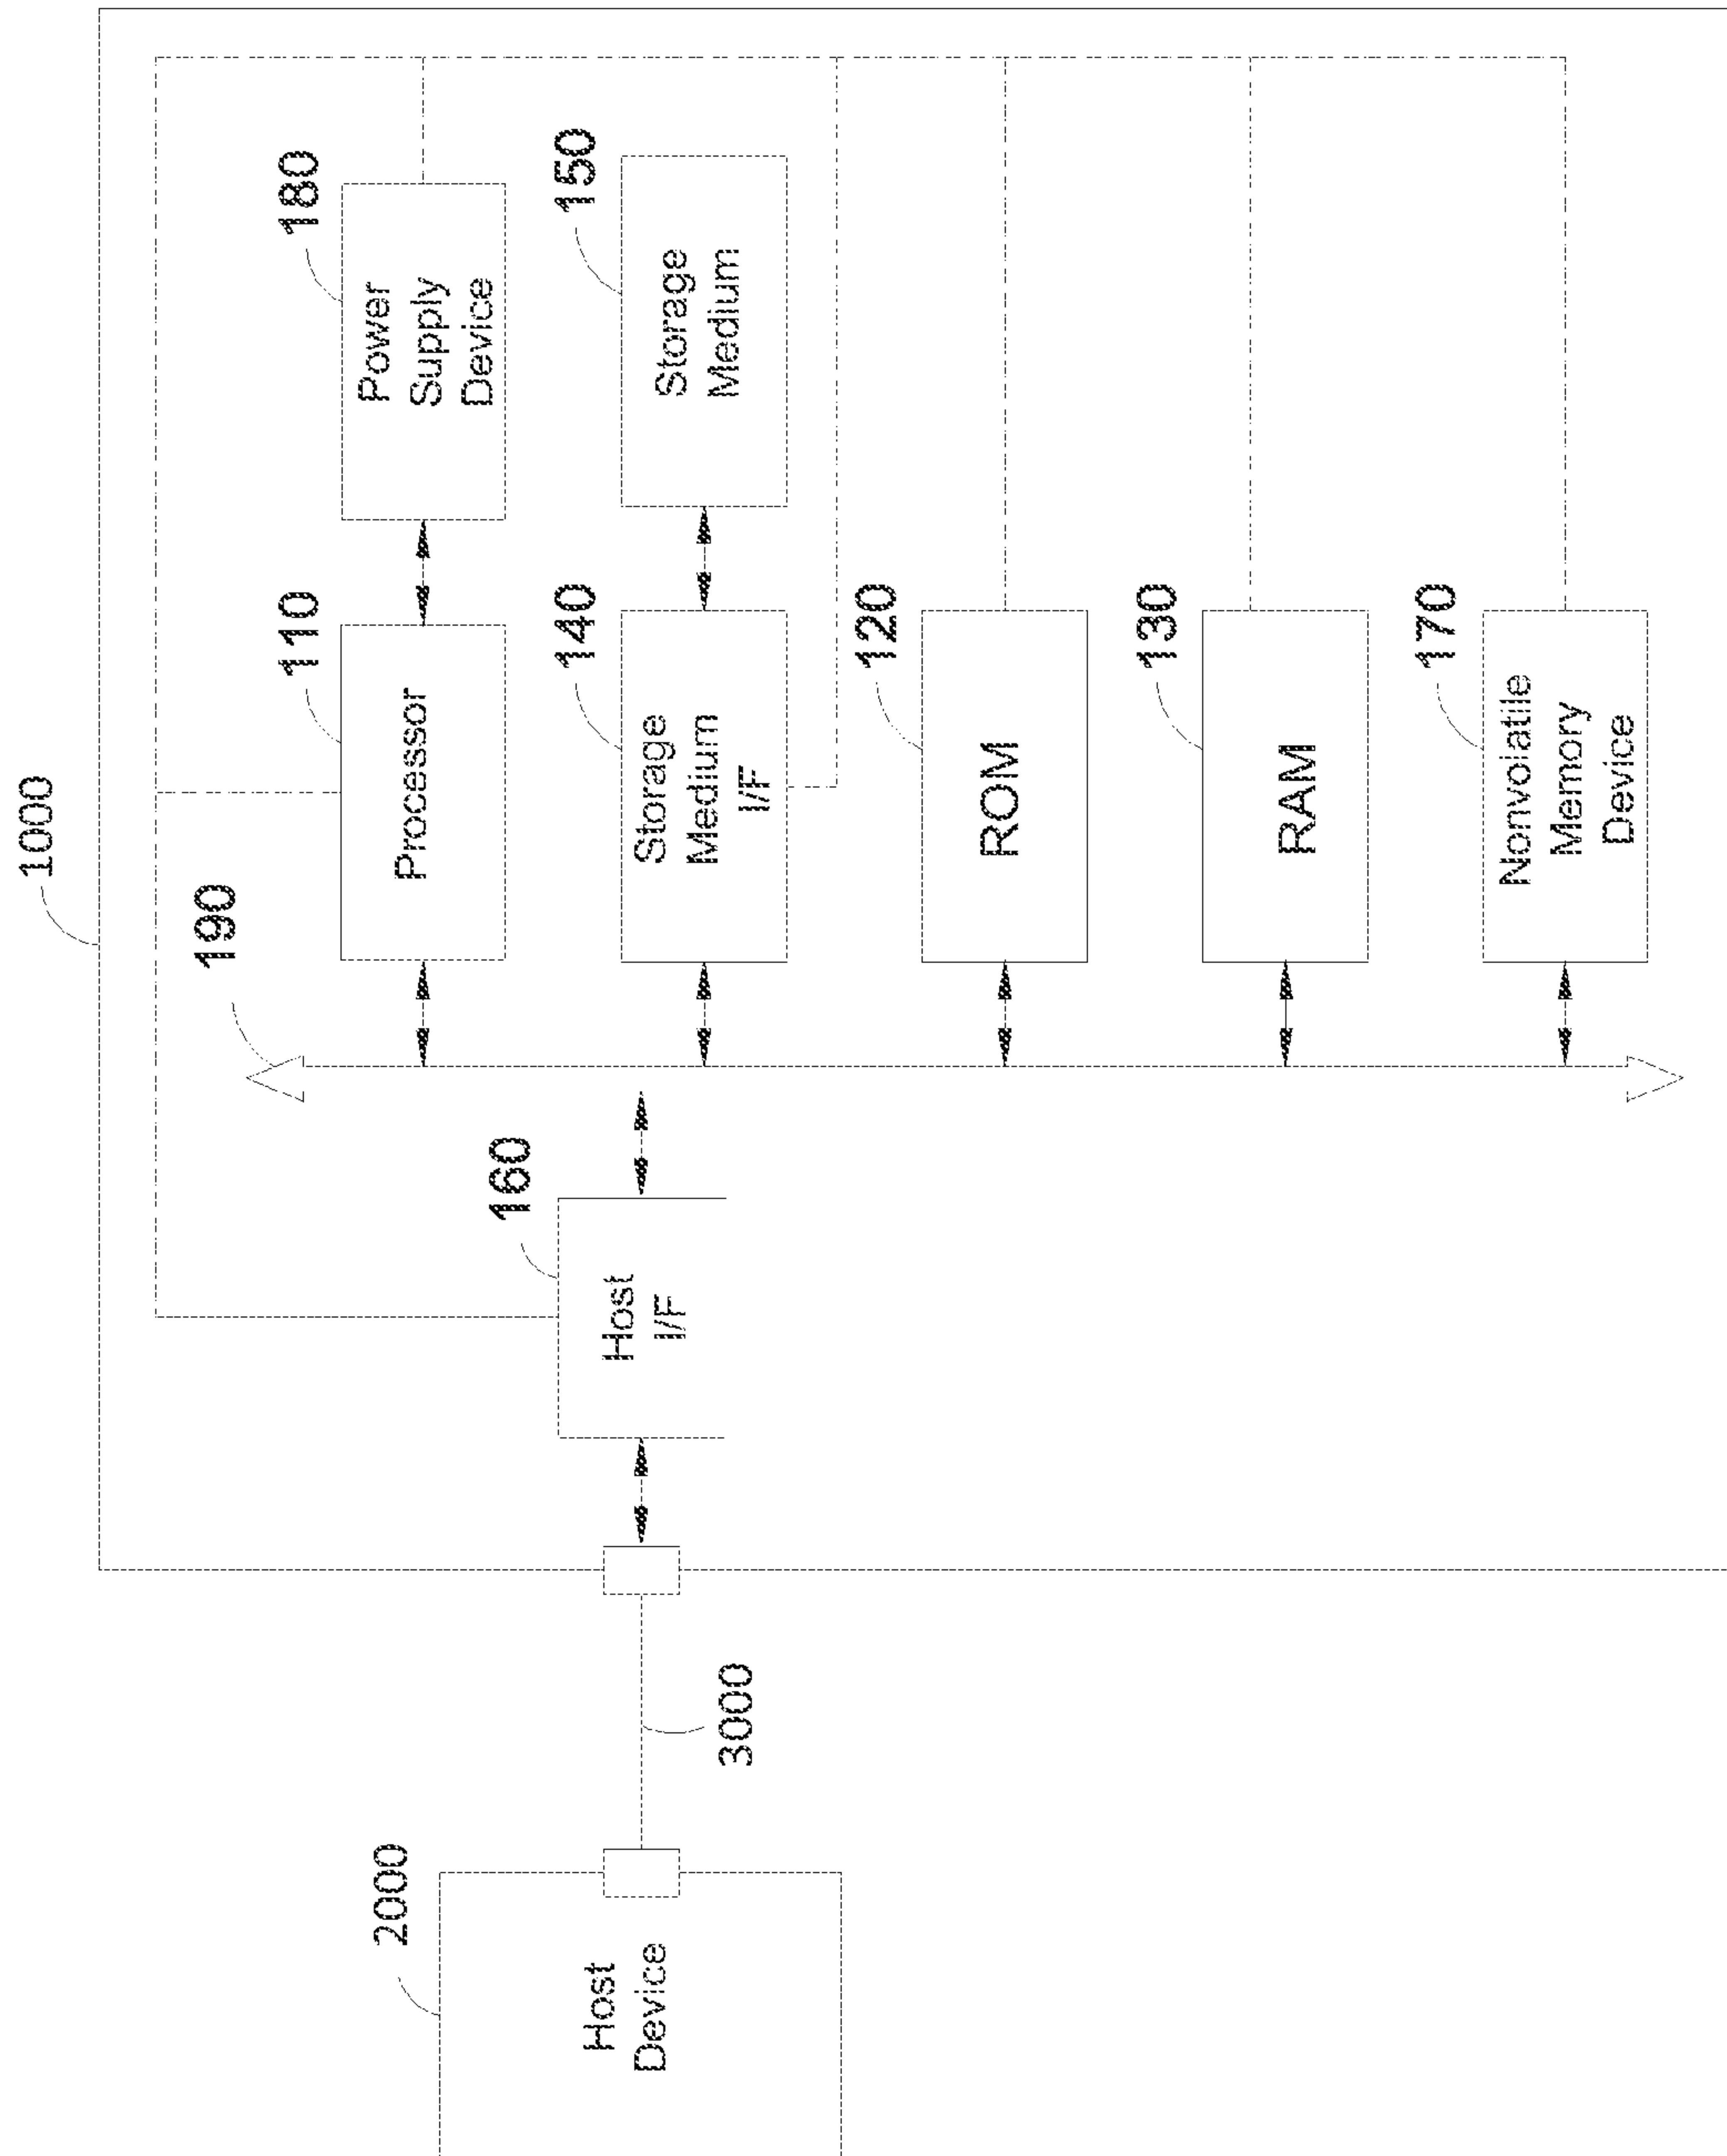 1000
190
110
Processor
180
Power
Supply
Device
2000
Host
Device
3000
160
Host
I/F
140
Storage
Medium
I/F
150
Storage
Medium
120
ROM
130
RAM
170
Nonvolatile
Memory
Device